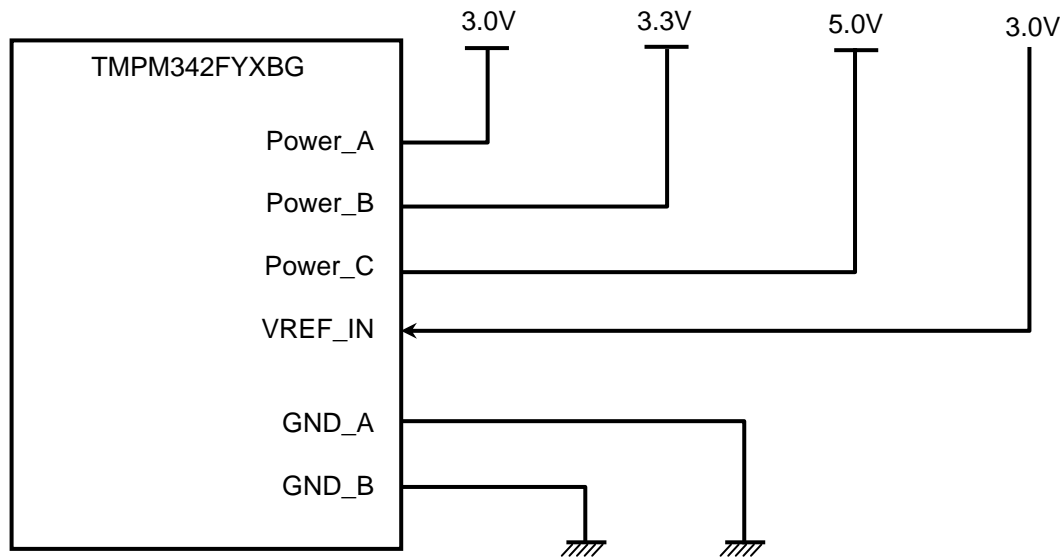 3.0V 3.3V 5.0V 3.0V
TMPM342FYXBG
Power_A
Power_B
Power_C
VREF_IN
GND_A
GND_B